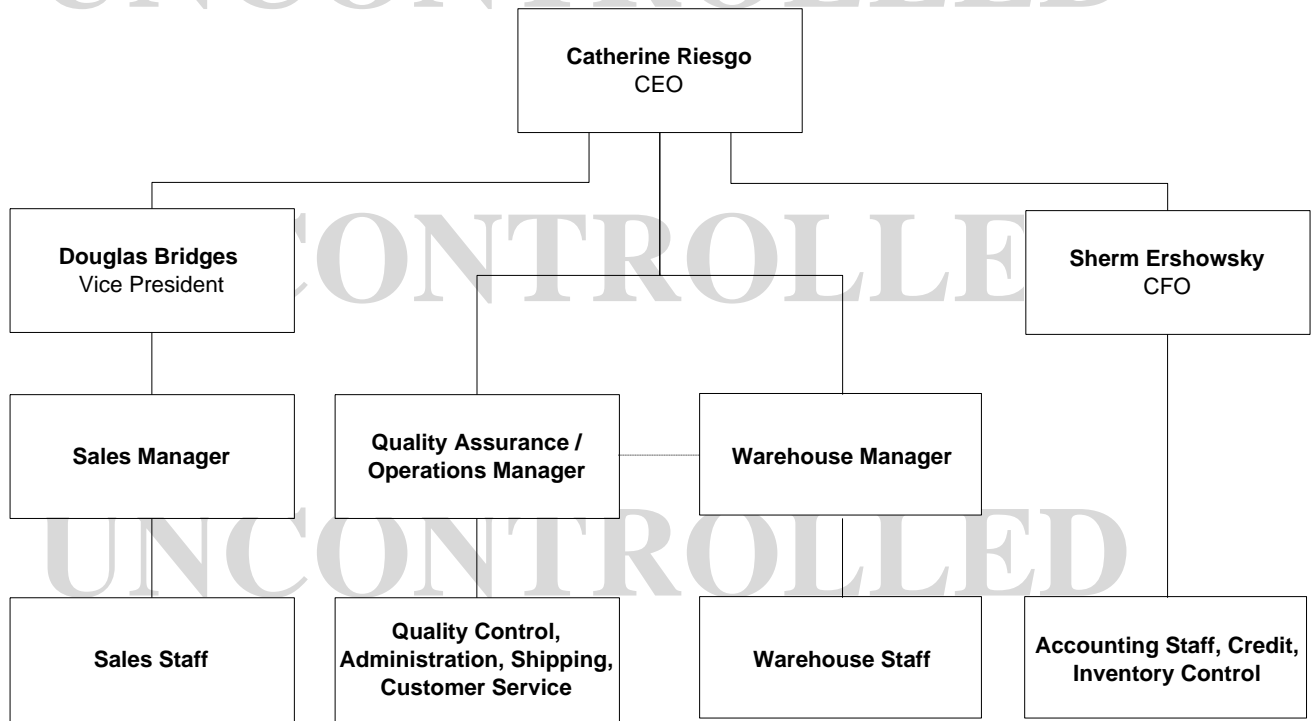 UNCONTROLLED
Catherine Riesgo
CEO
Douglas Bridges
Vice President
Sherm Ershowsky
CFO
UNCONTROLLED
Sales Manager
Quality Assurance /
Operations Manager
Warehouse Manager
UNCONTROLLED
Sales Staff
Quality Control,
Administration, Shipping,
Customer Service
Warehouse Staff
Accounting Staff, Credit,
Inventory Control